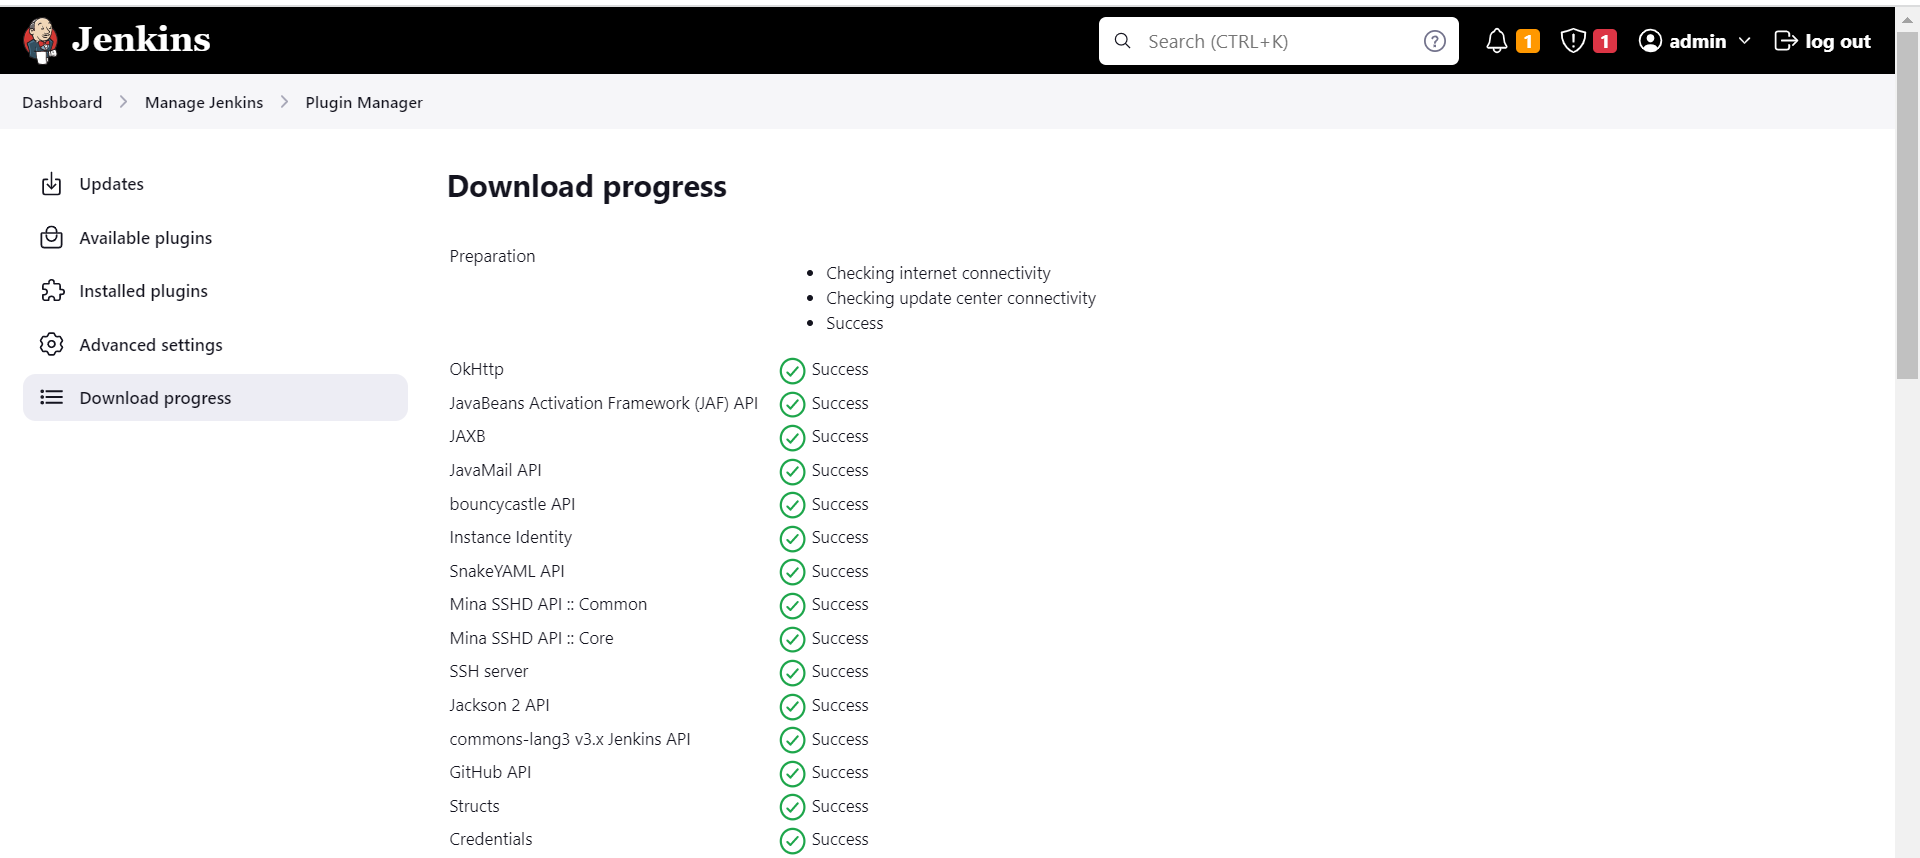 Jenkins
Search (CTRL+K)
1
1
admin
log out
Dashboard
Manage Jenkins
Plugin Manager
Updates
Available plugins
Installed plugins
Advanced settings
Download progress
Download progress
Preparation
Checking internet connectivity
Checking update center connectivity
Success
OkHttp Success
JavaBeans Activation Framework (JAF) API Success
JAXB Success
JavaMail API Success
bouncycastle API Success
Instance Identity Success
SnakeYAML API Success
Mina SSHD API :: Common Success
Mina SSHD API :: Core Success
SSH server Success
Jackson 2 API Success
commons-lang3 v3.x Jenkins API Success
GitHub API Success
Structs Success
Credentials Success